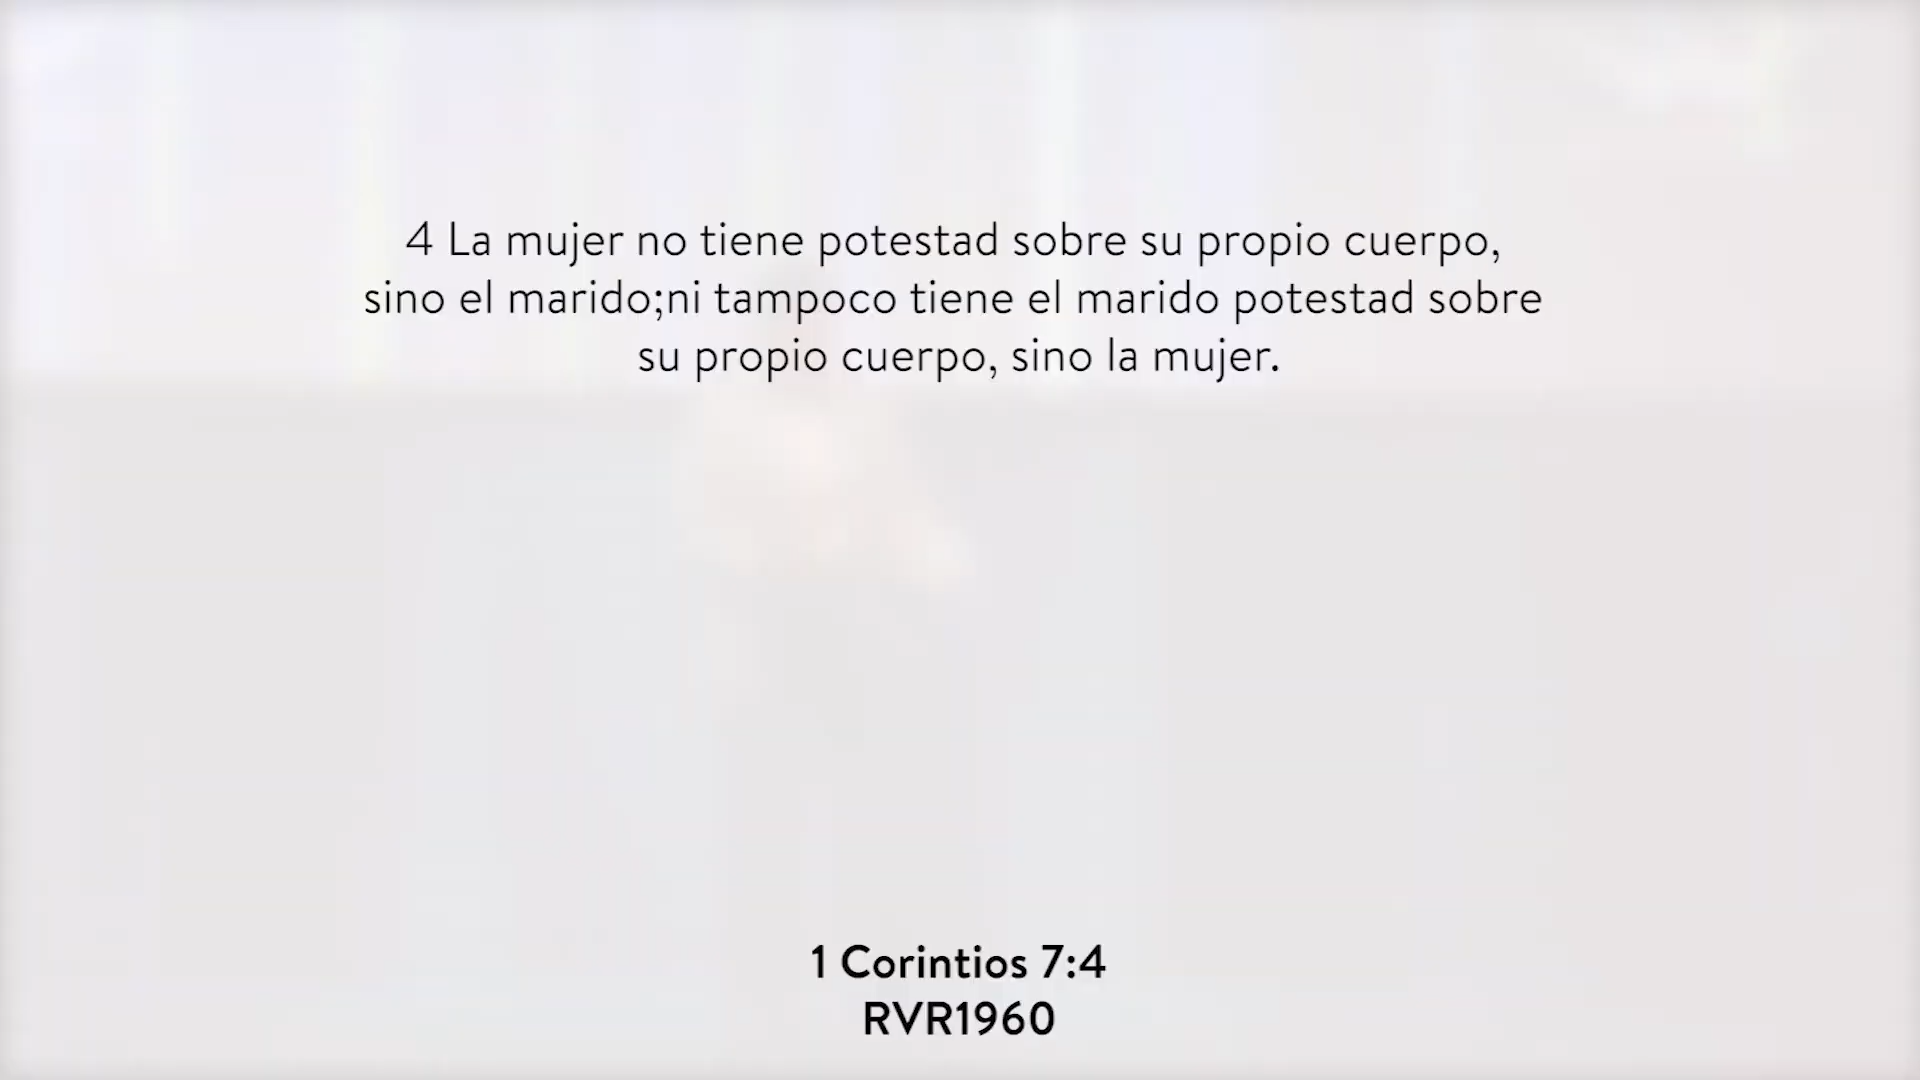 4 La mujer no tiene potestad sobre su propio cuerpo,
sino el marido;ni tampoco tiene el marido potestad sobre
su propio cuerpo, sino la mujer.
1 Corintios 7:4
RVR1960